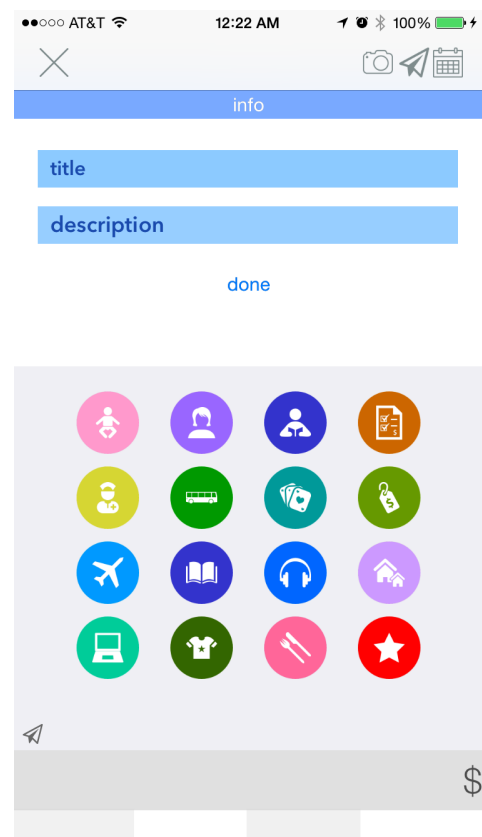 AT&T 12:22 AM 100%
info
title
description
done
$